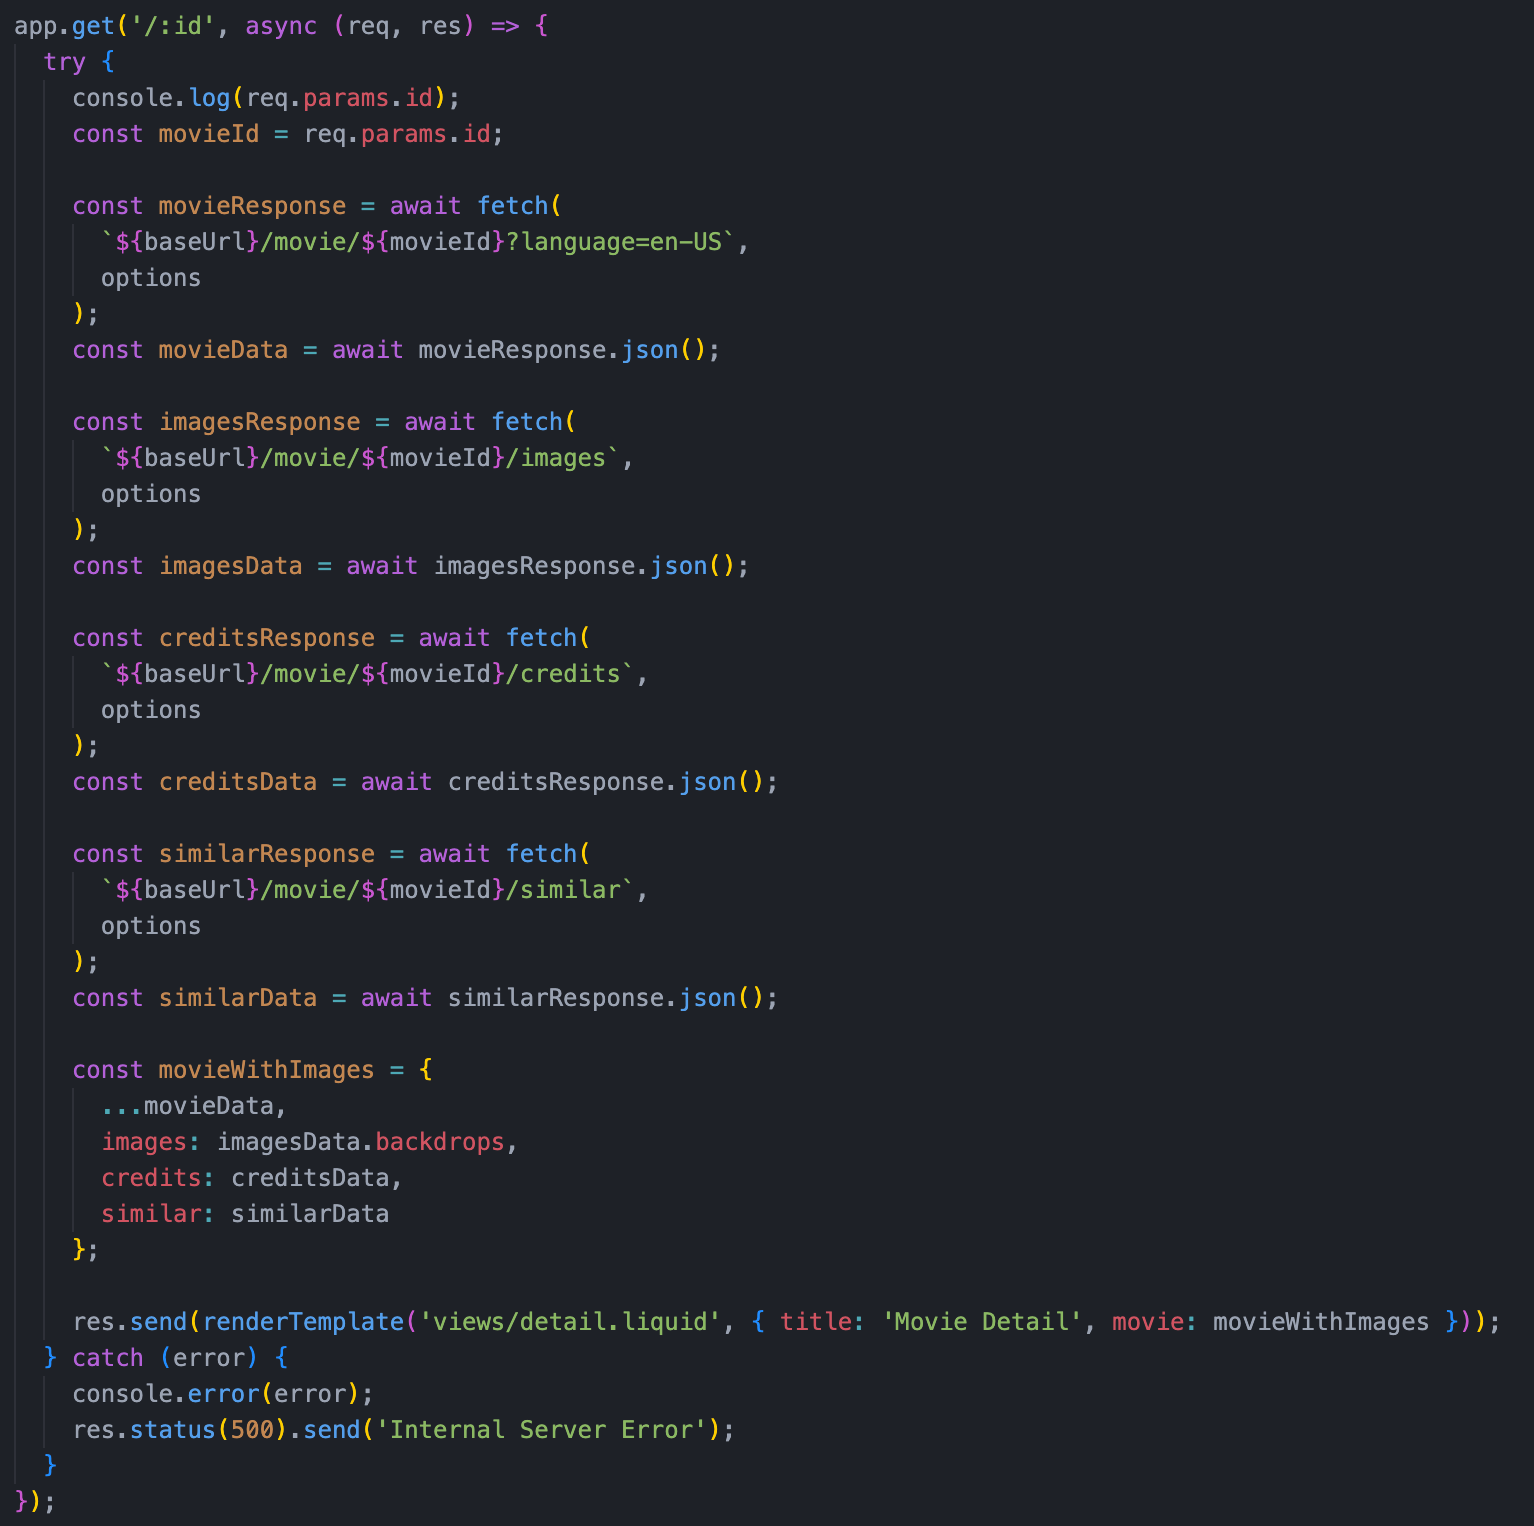 app.get('/:id', async (req, res) => {
  try {
    console.log(req.params.id);
    const movieId = req.params.id;

    const movieResponse = await fetch(
      `${baseUrl}/movie/${movieId}?language=en-US`,
      options
    );
    const movieData = await movieResponse.json();

    const imagesResponse = await fetch(
      `${baseUrl}/movie/${movieId}/images`,
      options
    );
    const imagesData = await imagesResponse.json();

    const creditsResponse = await fetch(
      `${baseUrl}/movie/${movieId}/credits`,
      options
    );
    const creditsData = await creditsResponse.json();

    const similarResponse = await fetch(
      `${baseUrl}/movie/${movieId}/similar`,
      options
    );
    const similarData = await similarResponse.json();

    const movieWithImages = {
      ...movieData,
      images: imagesData.backdrops,
      credits: creditsData,
      similar: similarData
    };

    res.send(renderTemplate('views/detail.liquid', { title: 'Movie Detail', movie: movieWithImages }));
  } catch (error) {
    console.error(error);
    res.status(500).send('Internal Server Error');
  }
});